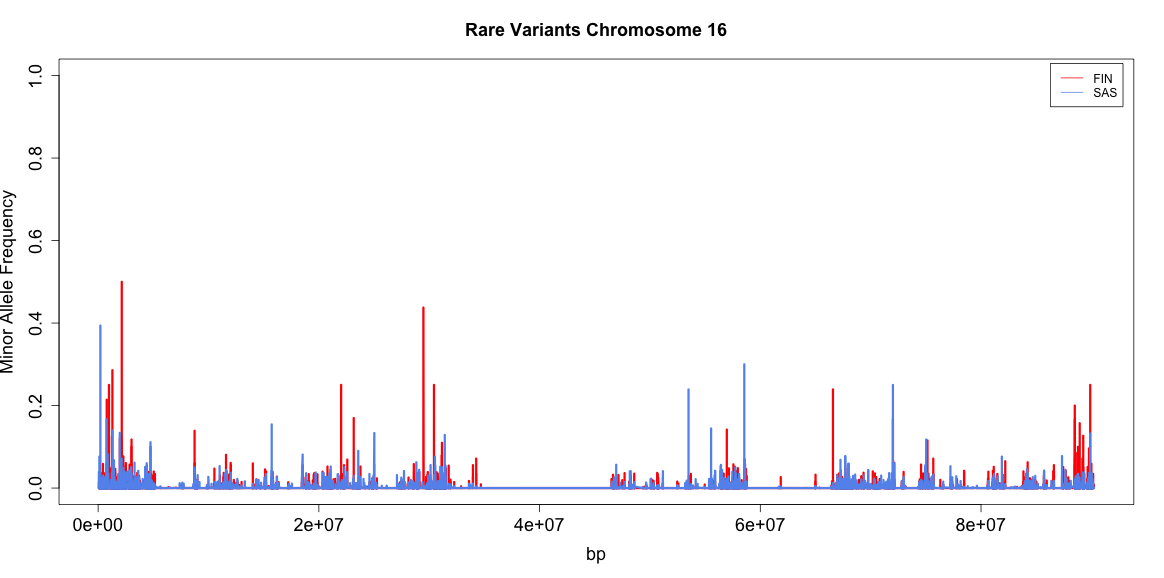 Rare Variants Chromosome 16
FIN
SAS
Minor Allele Frequency
1.0
0.8
0.6
0.4
0.2
0.0
0e+00 2e+07 4e+07 6e+07 8e+07
bp